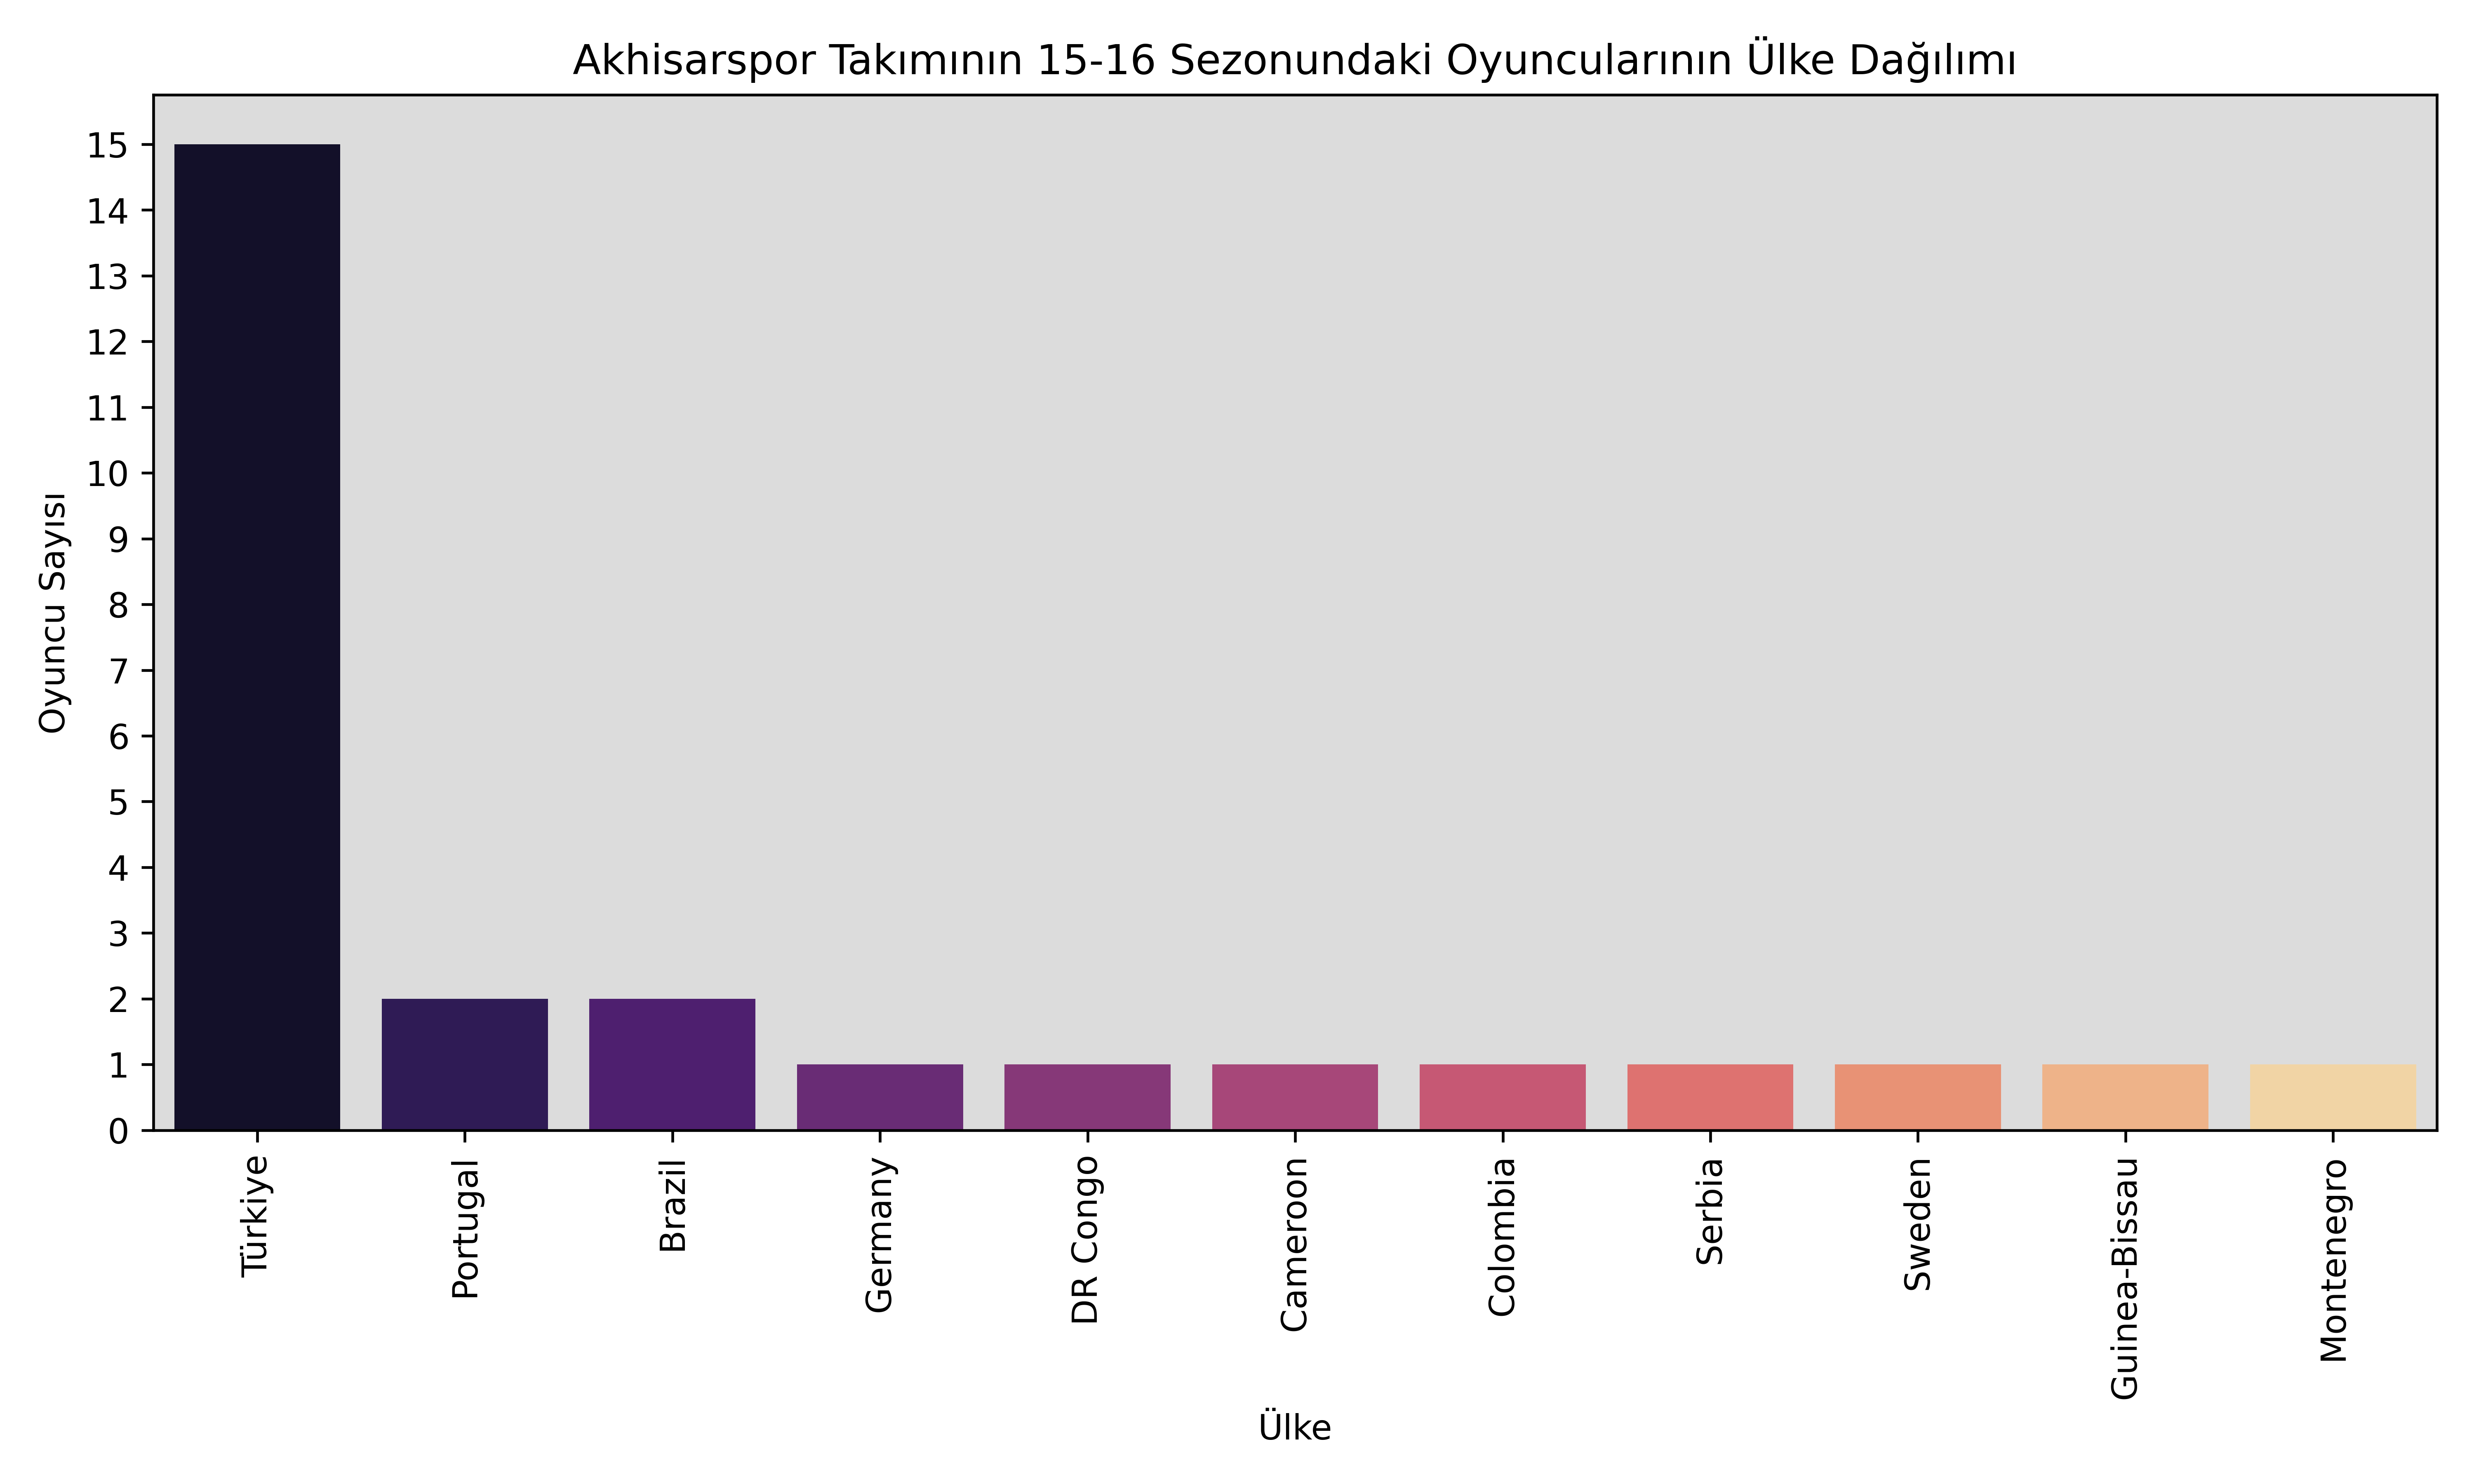 Akhisarspor Takımının 15-16 Sezonundaki Oyuncularının Ülke Dağılımı
Oyuncu Sayısı
15
14
13
12
11
10
9
8
7
6
5
4
3
2
1
0
Türkiye
Portugal
Brazil
Germany
DR Congo
Cameroon
Colombia
Serbia
Sweden
Guinea-Bissau
Montenegro
Ülke